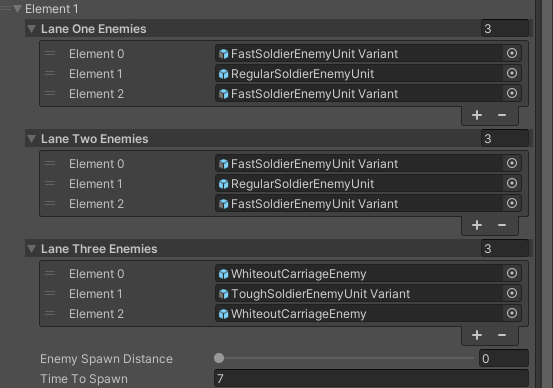 Element 1
Lane One Enemies 3
Element 0 FastSoldierEnemyUnit Variant
Element 1 RegularSoldierEnemyUnit
Element 2 FastSoldierEnemyUnit Variant
+ −
Lane Two Enemies 3
Element 0 FastSoldierEnemyUnit Variant
Element 1 RegularSoldierEnemyUnit
Element 2 FastSoldierEnemyUnit Variant
+ −
Lane Three Enemies 3
Element 0 WhiteoutCarriageEnemy
Element 1 ToughSoldierEnemyUnit Variant
Element 2 WhiteoutCarriageEnemy
+ −
Enemy Spawn Distance 0
Time To Spawn 7